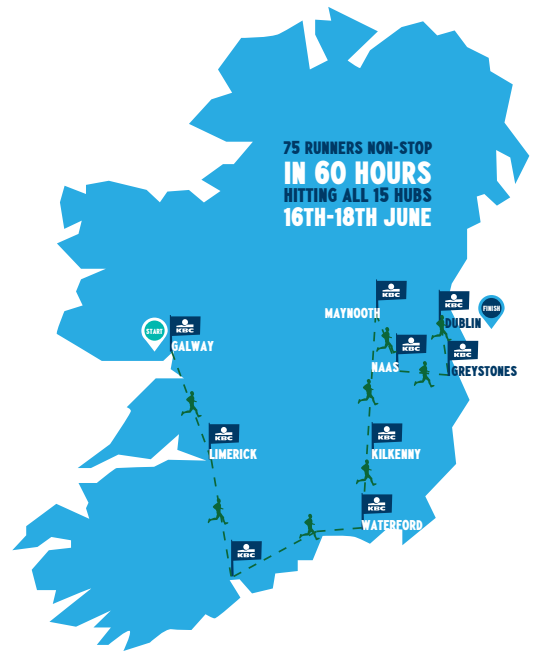 75 RUNNERS NON-STOP
IN 60 HOURS
HITTING ALL 15 HUBS
16TH-18TH JUNE
KBC
MAYNOOTH
KBC
DUBLIN
FINISH
START
KBC
GALWAY
KBC
NAAS
KBC
GREYSTONES
KBC
LIMERICK
KBC
KILKENNY
KBC
WATERFORD
KBC